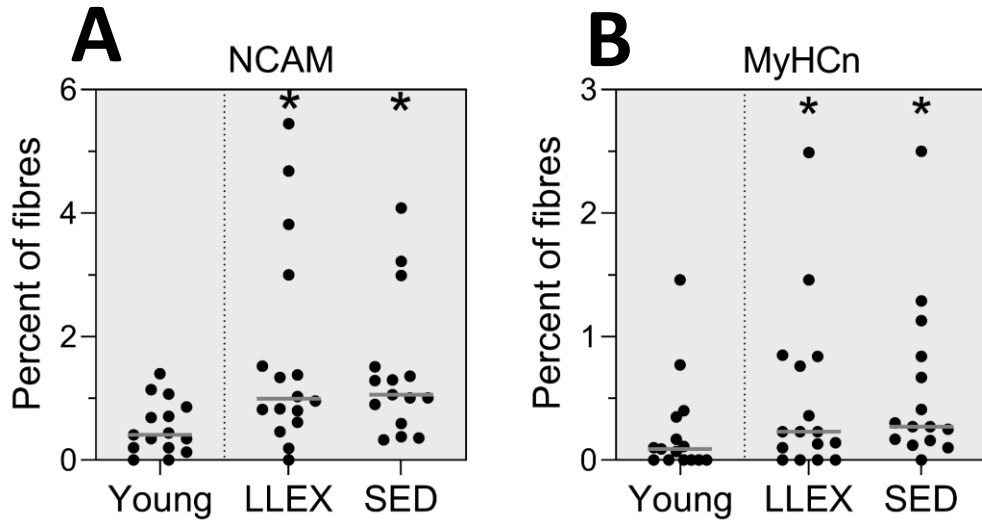 A
NCAM
Percent of fibres
6
4
2
0
* *
Young LLEX SED
B
MyHCn
Percent of fibres
3
2
1
0
* *
Young LLEX SED